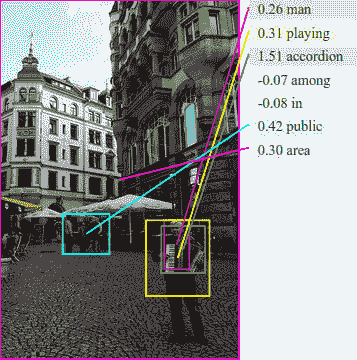 0.26 man
0.31 playing
1.51 accordion
-0.07 among
-0.08 in
0.42 public
0.30 area